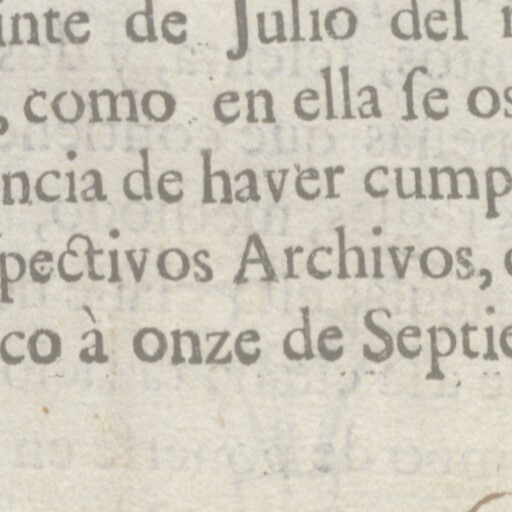 inte de Julio del
, como en ella ſe os
ncia de haver cump
pectivos Archivos,
co à onze de Septie